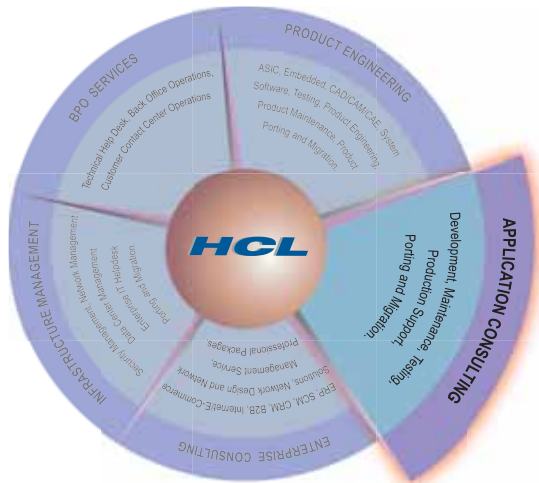 PRODUCT ENGINEERING
ASIC, Embedded, CAD/CAM/CAE, System
Software, Testing, Product Engineering,
Product Maintenance, Product
Porting and Migration
APPLICATION CONSULTING
Development, Maintenance, Testing,
Production Support,
Porting and Migration.
ENTERPRISE CONSULTING
ERP, SCM, CRM, B2B, Internet/E-Commerce
Solutions, Network Design and Network
Management Service,
Professional Packages.
INFRASTRUCTURE MANAGEMENT
Security Management, Network Management
Data Center Management
Enterprise IT Helpdesk
Porting and Migration
BPO SERVICES
Technical Help Desk, Back Office Operations,
Customer Contact Center Operations
HCL